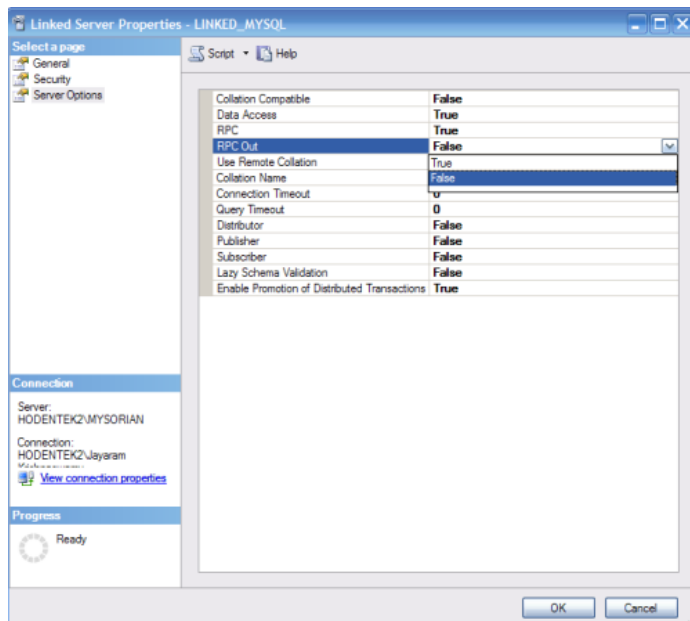 Linked Server Properties - LINKED_MYSQL
Select a page
General
Security
Server Options
Script Help
Collation Compatible False
Data Access True
RPC True
RPC Out False
Use Remote Collation True
Collation Name False
Connection Timeout 0
Query Timeout 0
Distributor False
Publisher False
Subscriber False
Lazy Schema Validation False
Enable Promotion of Distributed Transactions True
Connection
Server:
HODENTEK2\MYSORIAN
Connection:
HODENTEK2\Jayaram
View connection properties
Progress
Ready
OK Cancel